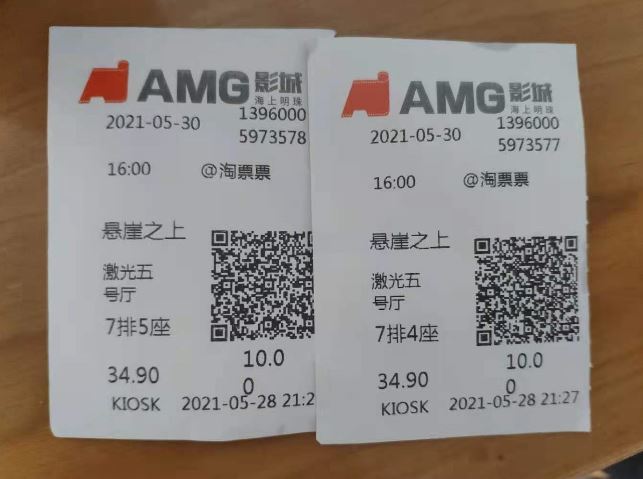 AMG影城
海上明珠
2021-05-30
1396000
5973578
16:00 @淘票票
悬崖之上
激光五
号厅
7排5座
10.0
0
34.90
KIOSK 2021-05-28 21:2
AMG影城
海上明珠
2021-05-30
1396000
5973577
16:00 @淘票票
悬崖之上
激光五
号厅
7排4座
10.0
0
34.90
KIOSK 2021-05-28 21:27